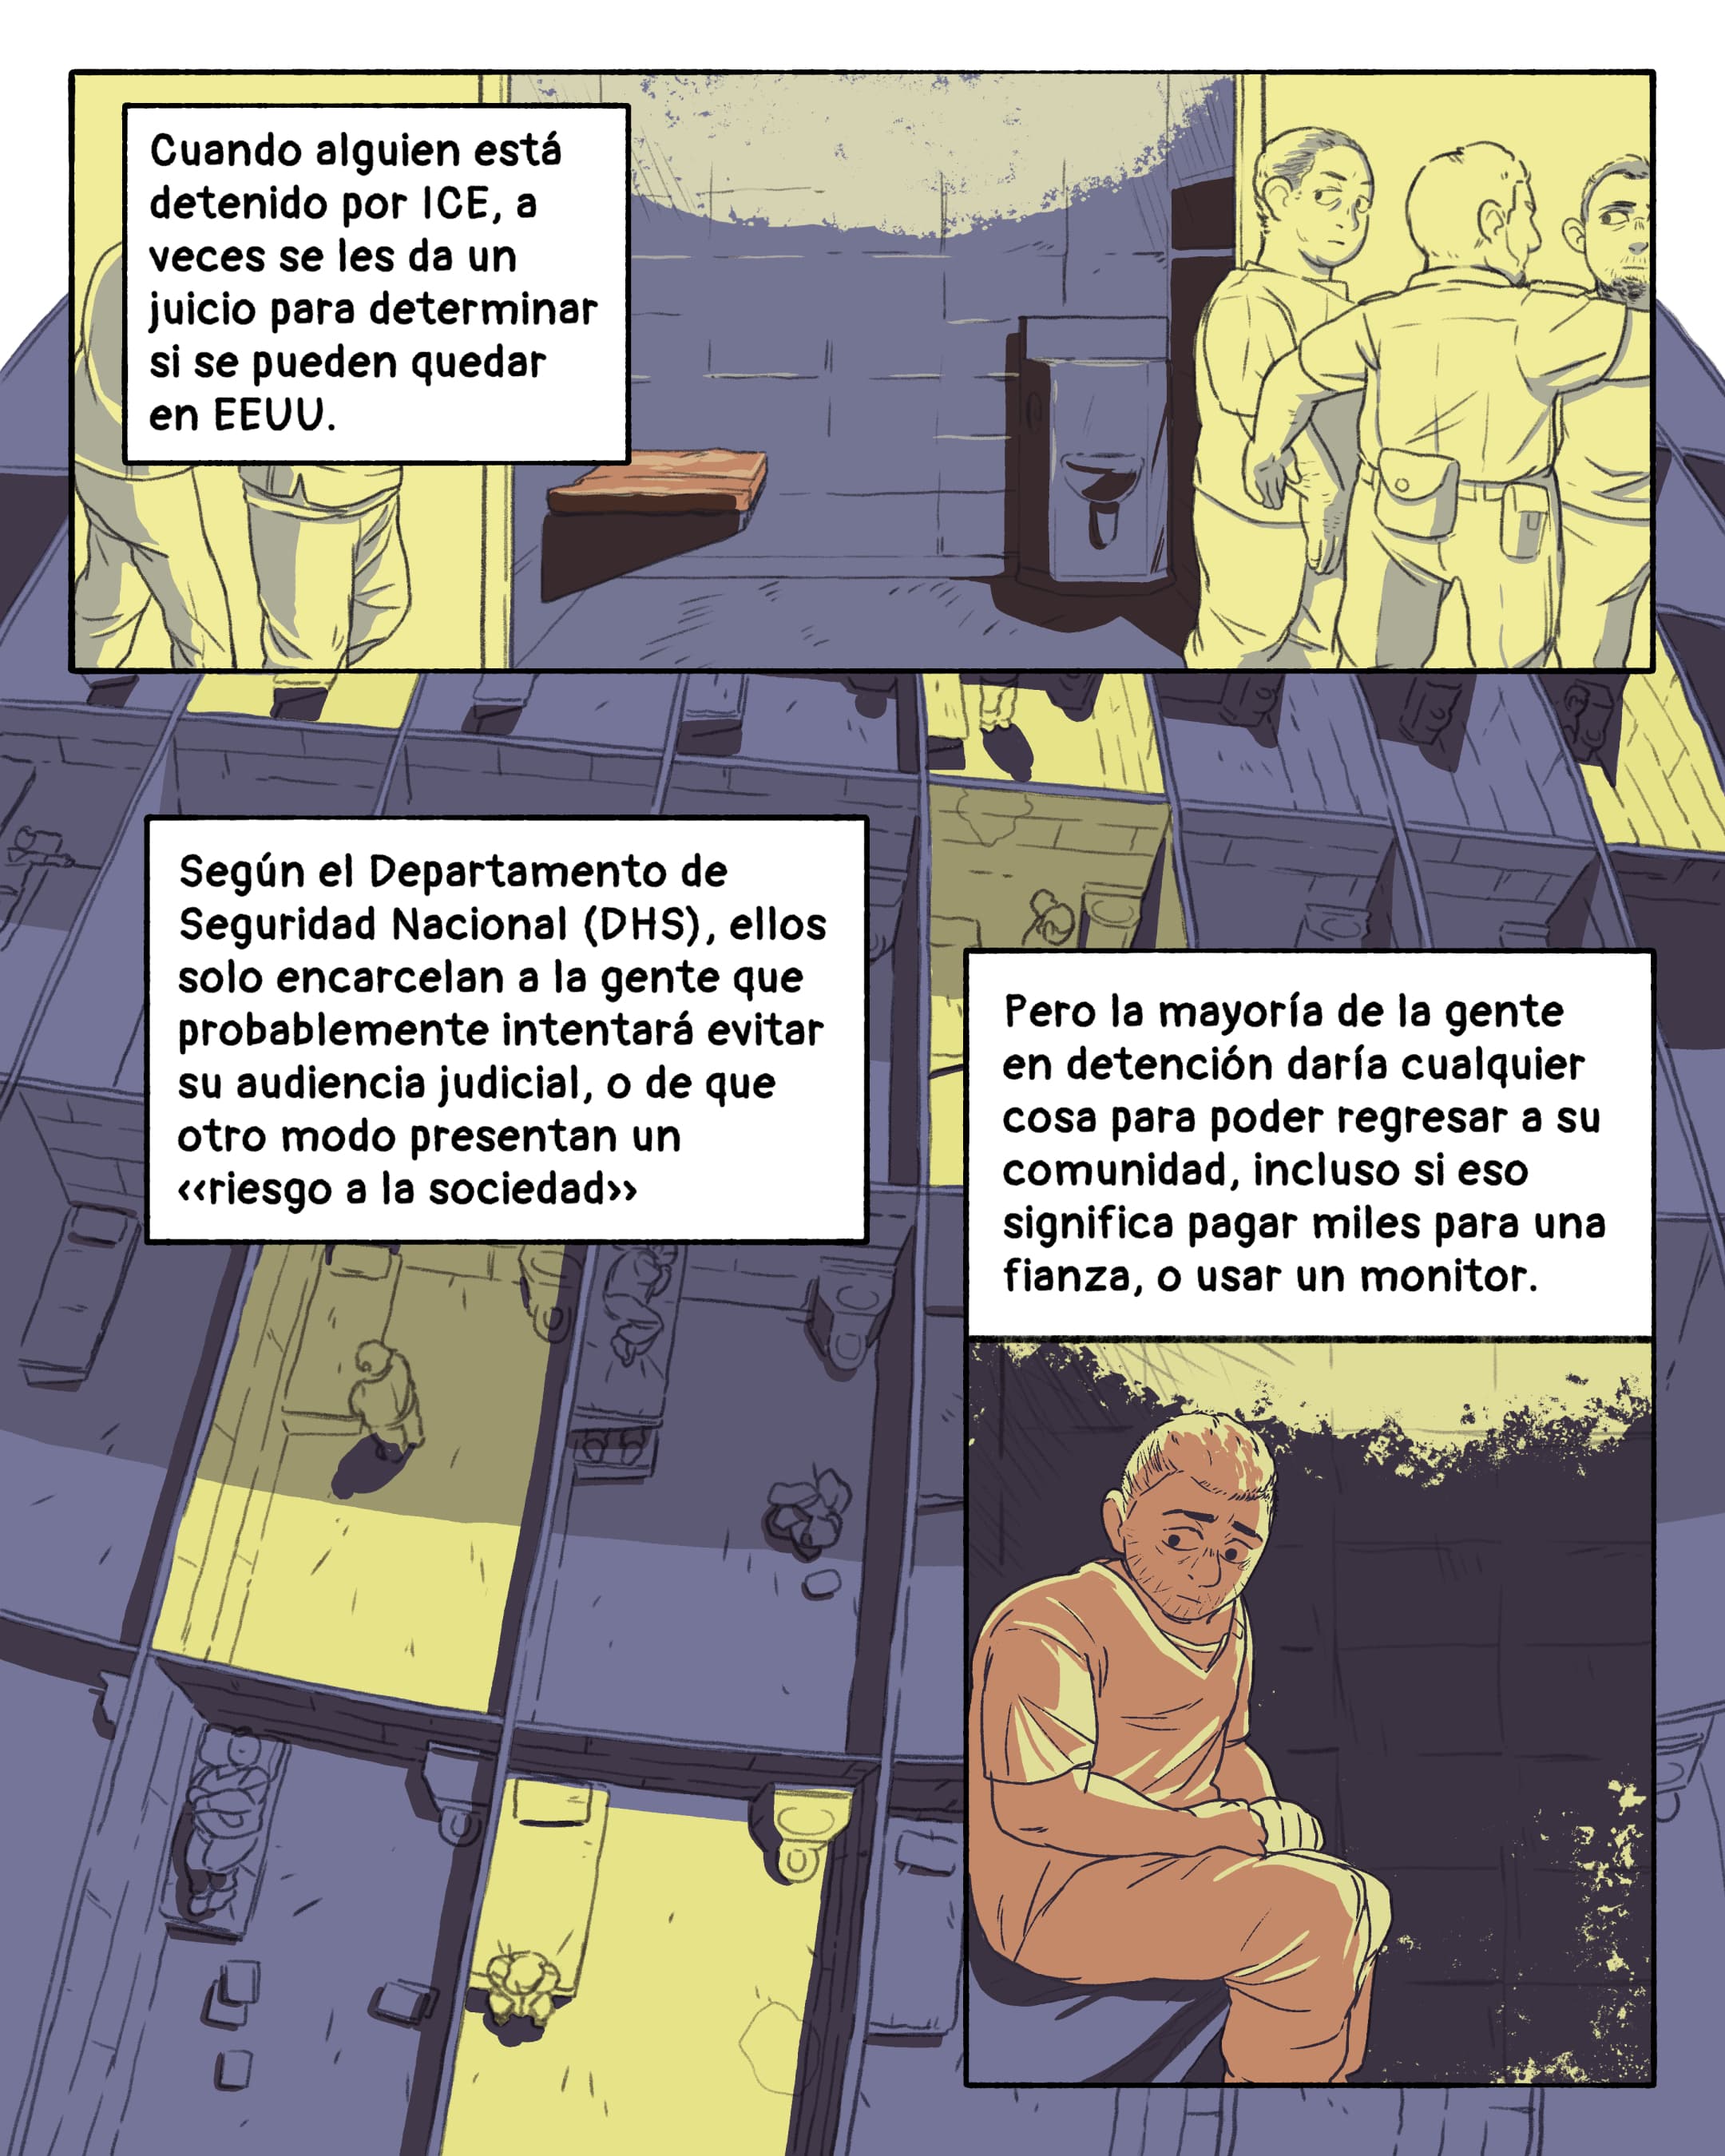 Cuando alguien está
detenido por ICE, a
veces se les da un
juicio para determinar
si se pueden quedar
en EEUU.
Según el Departamento de
Seguridad Nacional (DHS), ellos
solo encarcelan a la gente que
probablemente intentará evitar
su audiencia judicial, o de que
otro modo presentan un
‹‹riesgo a la sociedad››
Pero la mayoría de la gente
en detención daría cualquier
cosa para poder regresar a su
comunidad, incluso si eso
significa pagar miles para una
fianza, o usar un monitor.